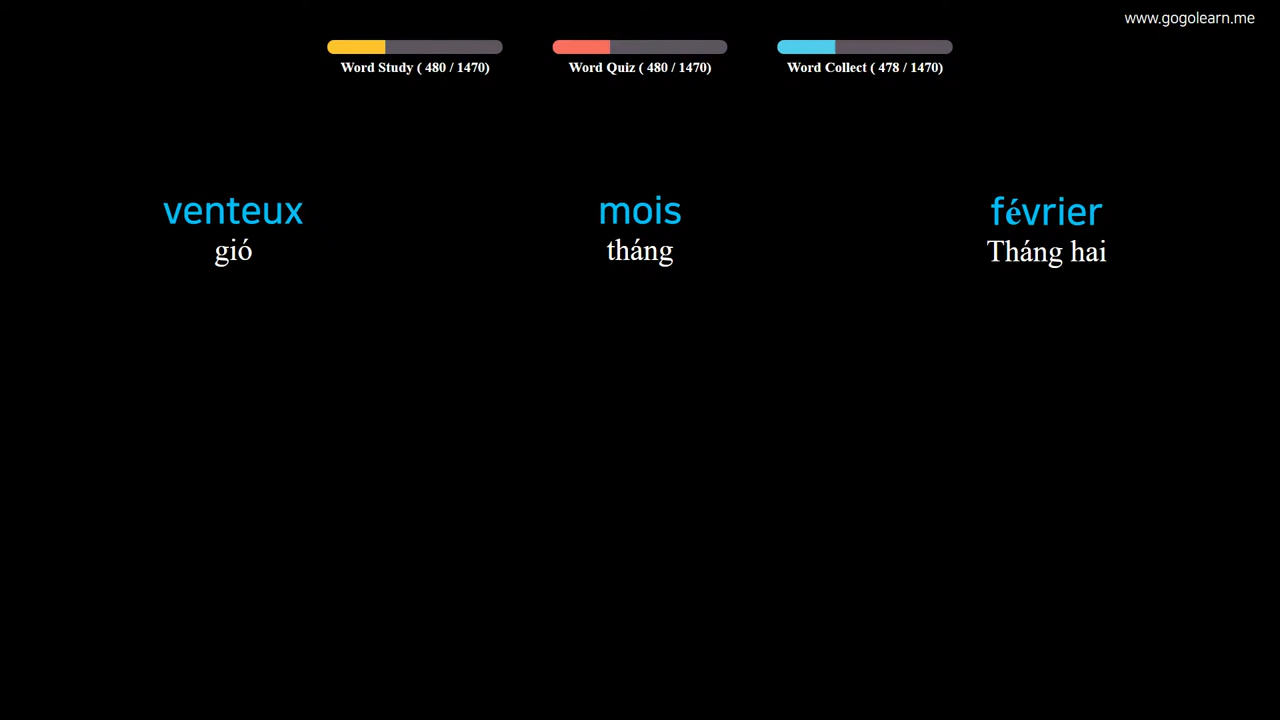 www.gogolearn.me
Word Study ( 480 / 1470)
Word Quiz ( 480 / 1470)
Word Collect ( 478 / 1470)
venteux
gió
mois
tháng
février
Tháng hai